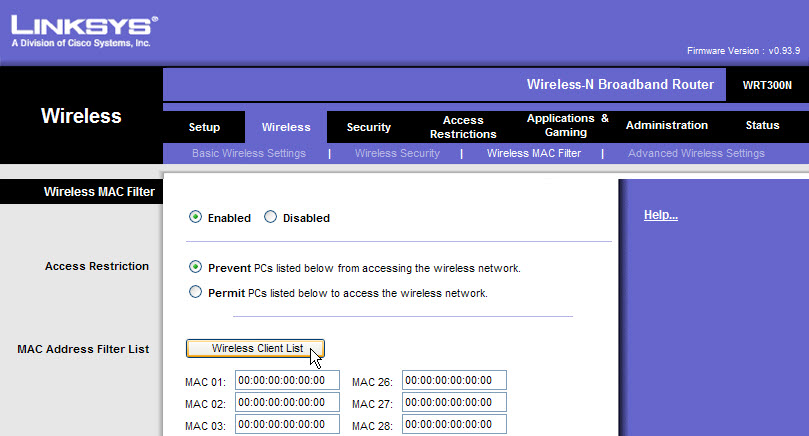 LINKSYS®
A Division of Cisco Systems, Inc.
Firmware Version : v0.93.9
Wireless-N Broadband Router
WRT300N
Wireless
Setup
Wireless
Security
Access
Restrictions
Applications &
Gaming
Administration
Status
Basic Wireless Settings | Wireless Security | Wireless MAC Filter | Advanced Wireless Settings
Wireless MAC Filter
Enabled Disabled
Help...
Access Restriction
Prevent PCs listed below from accessing the wireless network.
Permit PCs listed below to access the wireless network.
MAC Address Filter List
Wireless Client List
MAC 01: 00:00:00:00:00:00 MAC 26: 00:00:00:00:00:00
MAC 02: 00:00:00:00:00:00 MAC 27: 00:00:00:00:00:00
MAC 03: 00:00:00:00:00:00 MAC 28: 00:00:00:00:00:00